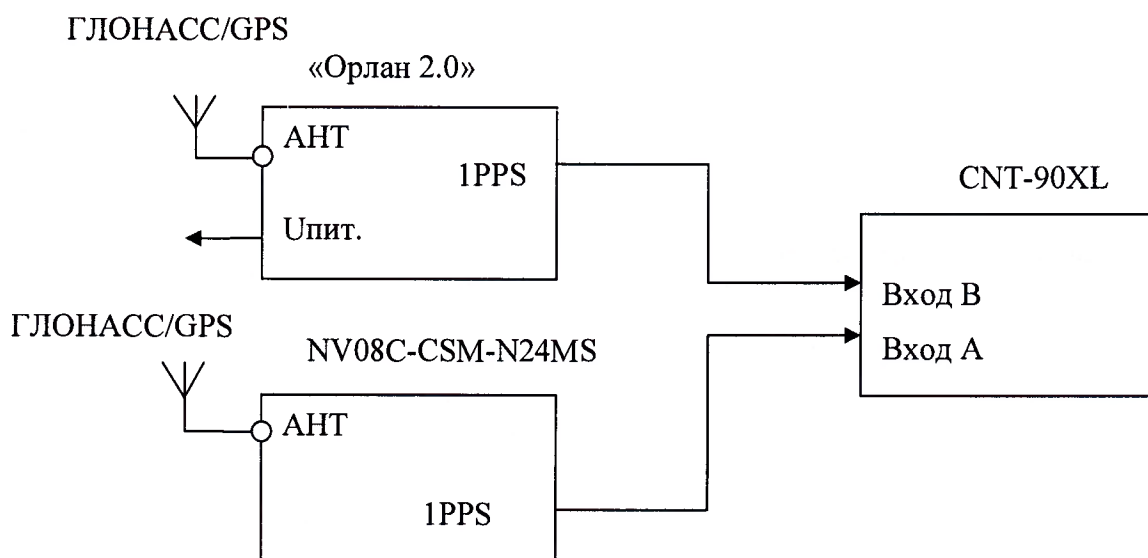 ГЛОНАСС/GPS
«Орлан 2.0»
АНТ
1PPS
Uпит.
CNT-90XL
Вход В
Вход А
ГЛОНАСС/GPS
NV08C-CSM-N24MS
АНТ
1PPS